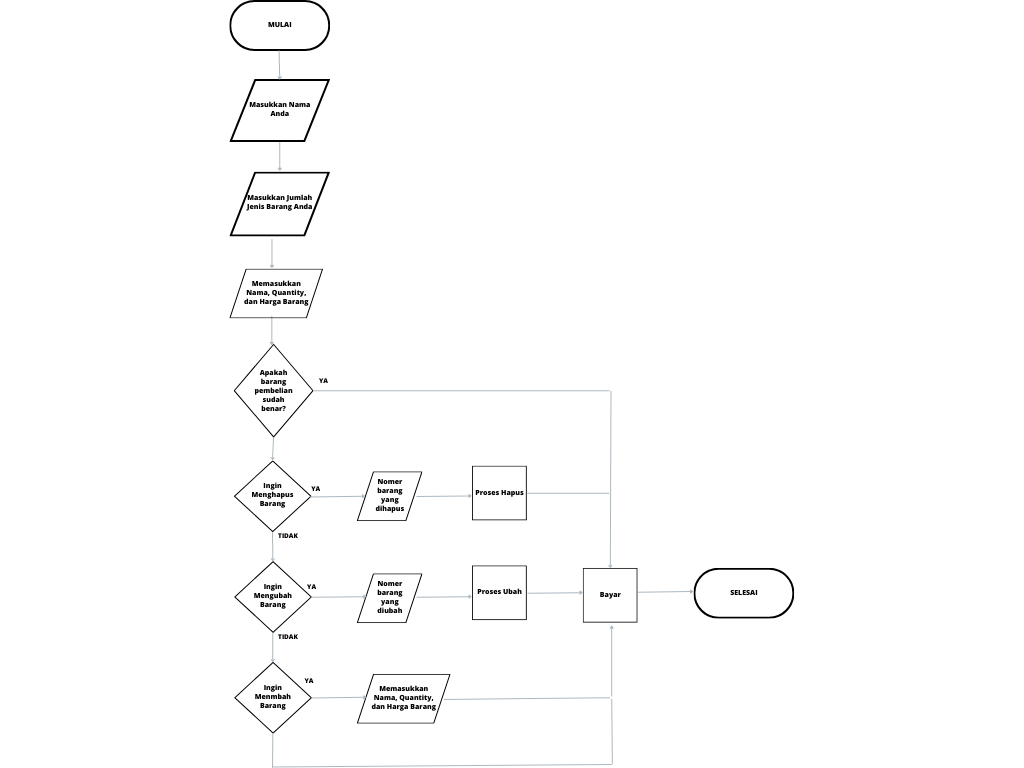 MULAI
Masukkan Nama
Anda
Masukkan Jumlah
Jenis Barang Anda
Memasukkan
Nama, Quantity,
dan Harga Barang
Apakah
barang
pembelian
sudah
benar?
YA
Ingin
Menghapus
Barang
YA
Nomer
barang
yang
dihapus
Proses Hapus
TIDAK
Ingin
Mengubah
Barang
YA
Nomer
barang
yang
diubah
Proses Ubah
Bayar
SELESAI
TIDAK
Ingin
Menmbah
Barang
YA
Memasukkan
Nama, Quantity,
dan Harga Barang